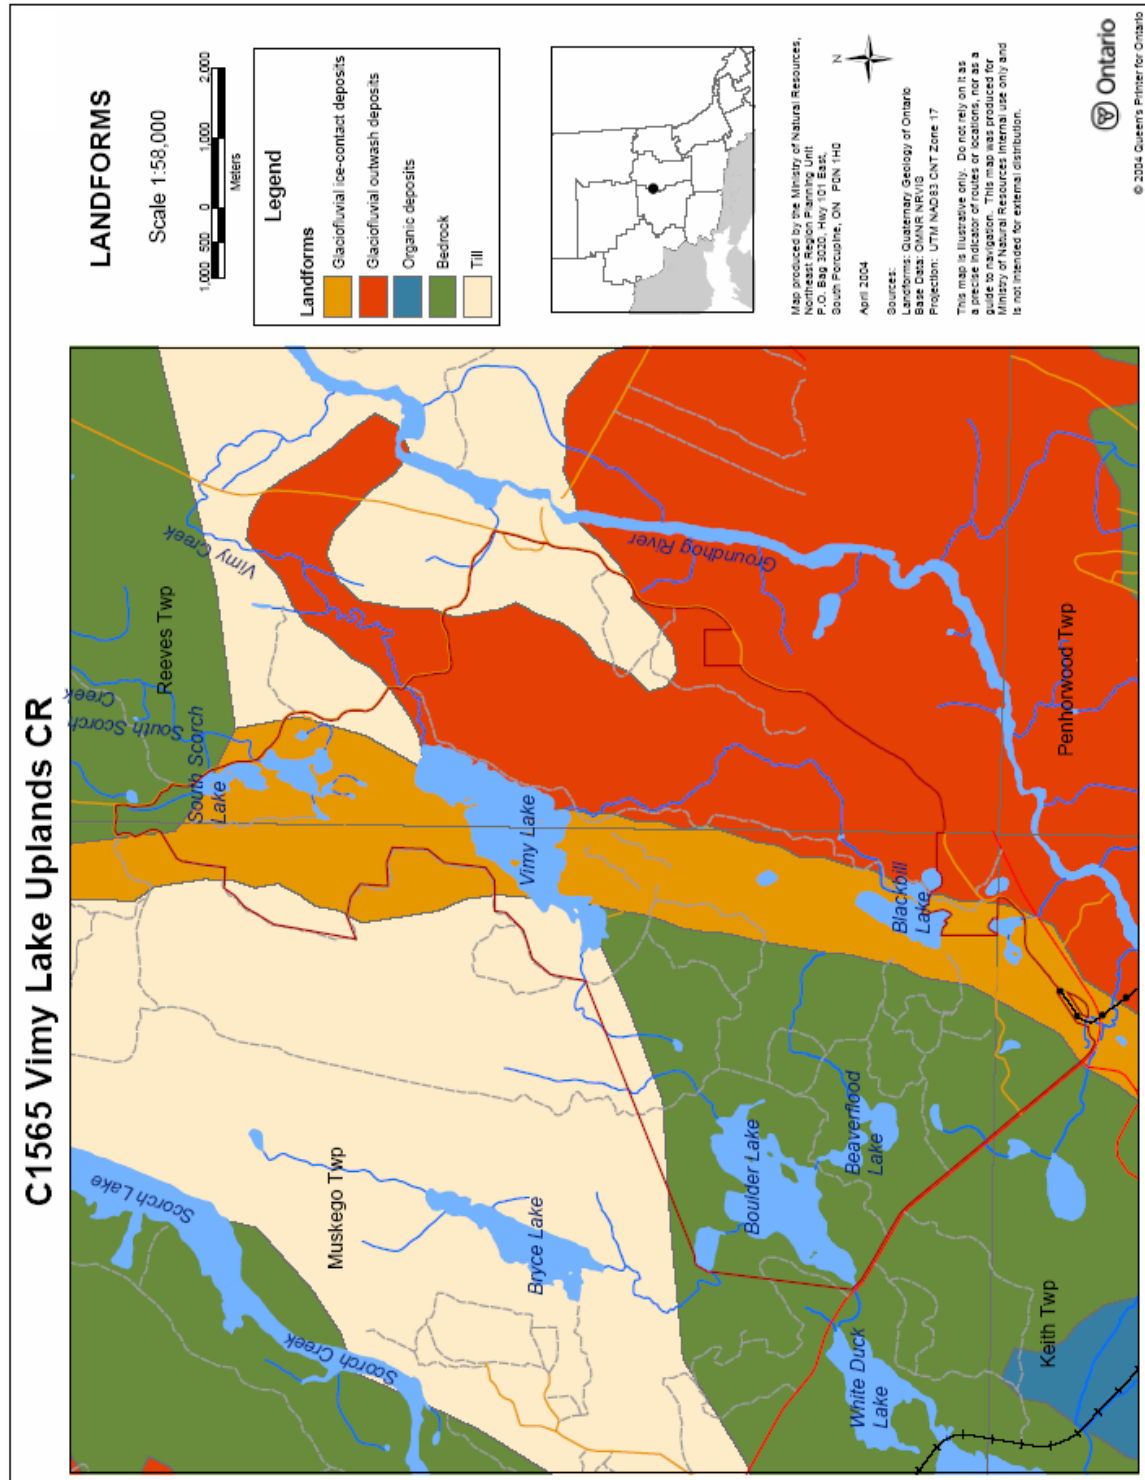 C1565 Vimy Lake Uplands CR
LANDFORMS
Scale 1:58,000
1,000 500 0 1,000 2,000
Meters
Legend
Landforms
Glaciofluvial ice-contact deposits
Glaciofluvial outwash deposits
Organic deposits
Bedrock
Till
N
Map produced by the Ministry of Natural Resources,
Northeast Region Planning Unit
P.O. Bag 3020, Hwy 101 East,
South Porcupine, ON P0N 1H0
April 2004
Sources:
Landforms: Quaternary Geology of Ontario
Base Data: OMNR NRVIS
Projection: UTM NAD83 CNT Zone 17
This map is illustrative only. Do not rely on it as
a precise indicator of routes or locations, nor as a
guide to navigation. This map was produced for
Ministry of Natural Resources internal use only and
is not intended for external distribution.
Ontario
© 2004 Queen's Printer for Ontario
Scorch Lake
Scorch Creek
Muskego Twp
Bryce Lake
Boulder Lake
Beaverflood
Lake
White Duck
Lake
Keith Twp
South Scorch
Creek
Reeves Twp
South Scorch
Lake
Vimy Creek
Vimy Lake
Groundhog River
Blackbill
Lake
Penhorwood Twp